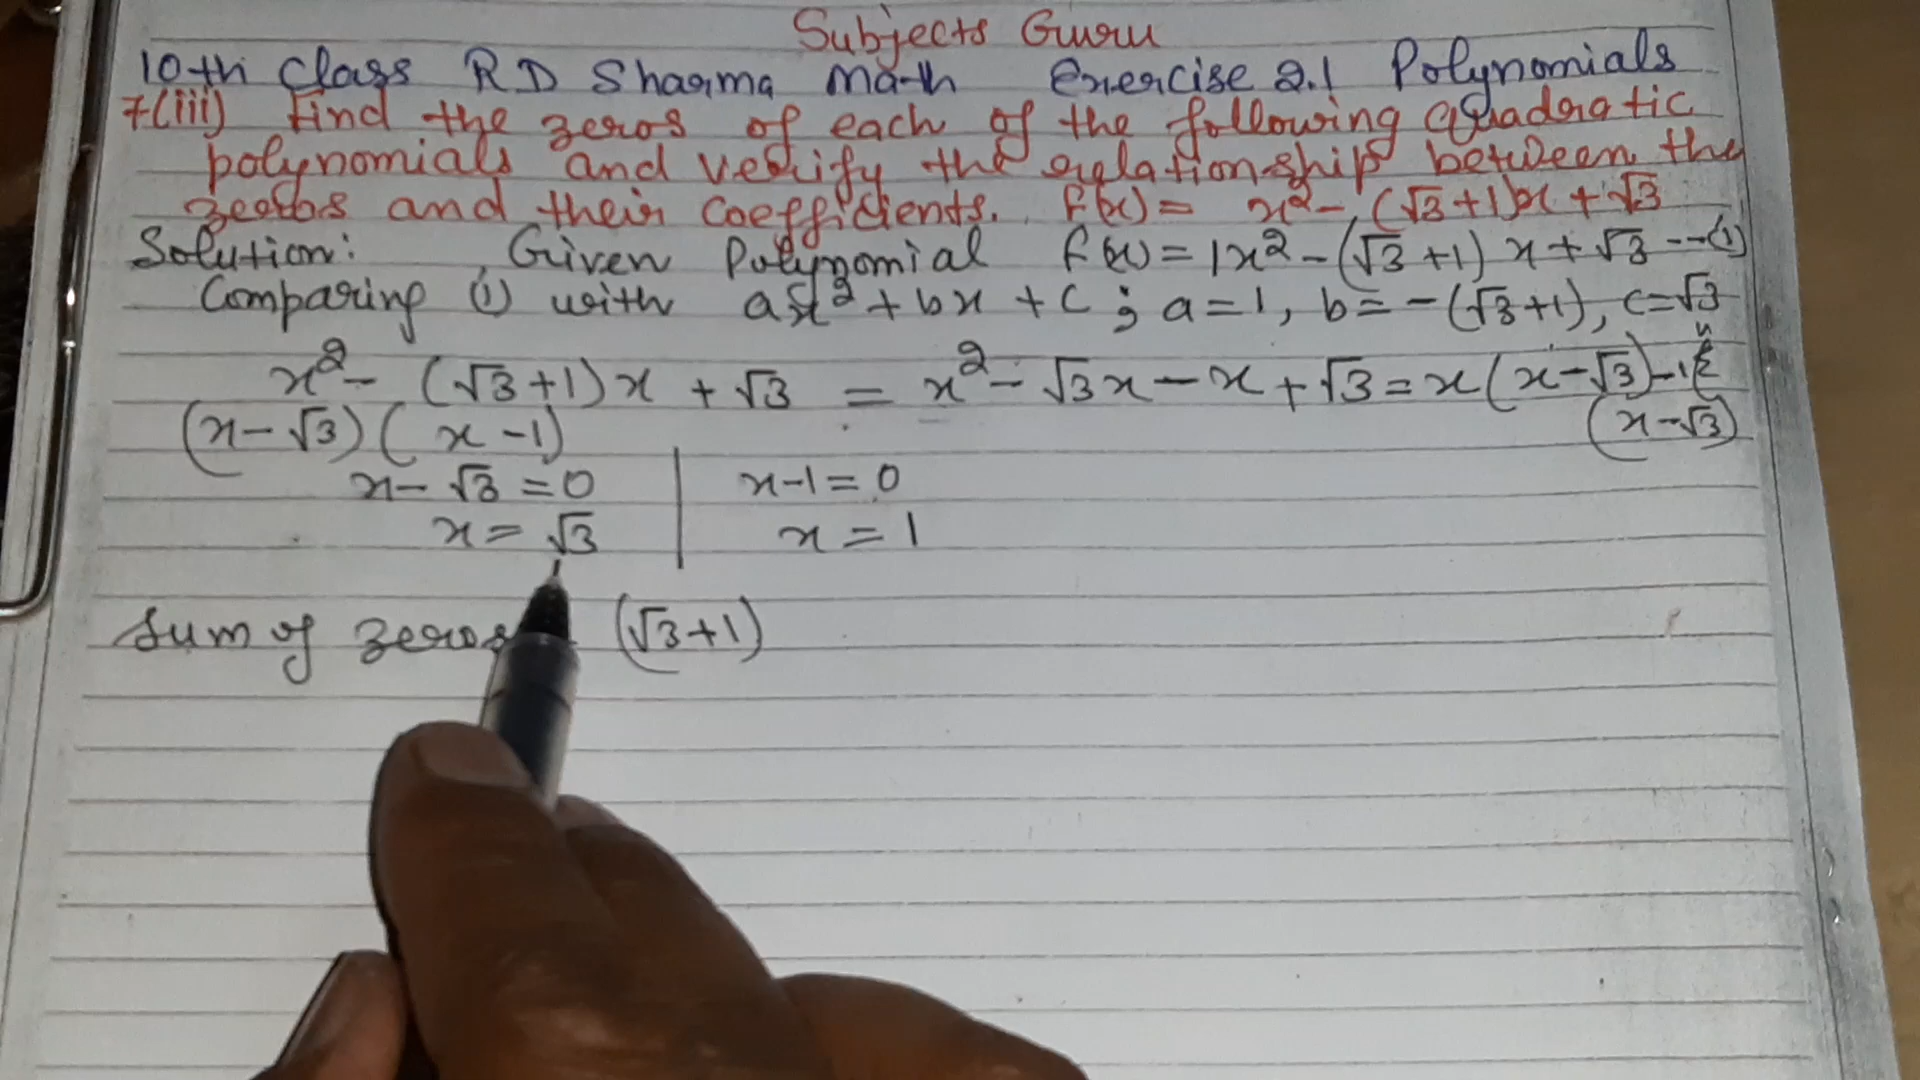 Subjects Guru
10th Class RD Sharma Math Exercise 2.1 Polynomials
7(iii) Find the zeros of each of the following quadratic
polynomials and verify the relationship between the
zeros and their coefficients. f(x) = x² - (√3+1)x + √3
Solution: Given Polynomial f(x) = 1x² - (√3+1) x + √3 --(1)
Comparing (1) with ax² + bx + c ; a = 1, b = -(√3+1), c = √3
x² - (√3+1)x + √3 = x² - √3x - x + √3 = x(x-√3) -1
(x-√3)
(x-√3)(x-1)
x - √3 = 0 | x-1 = 0
x = √3 | x = 1
Sum of zeros (√3+1)